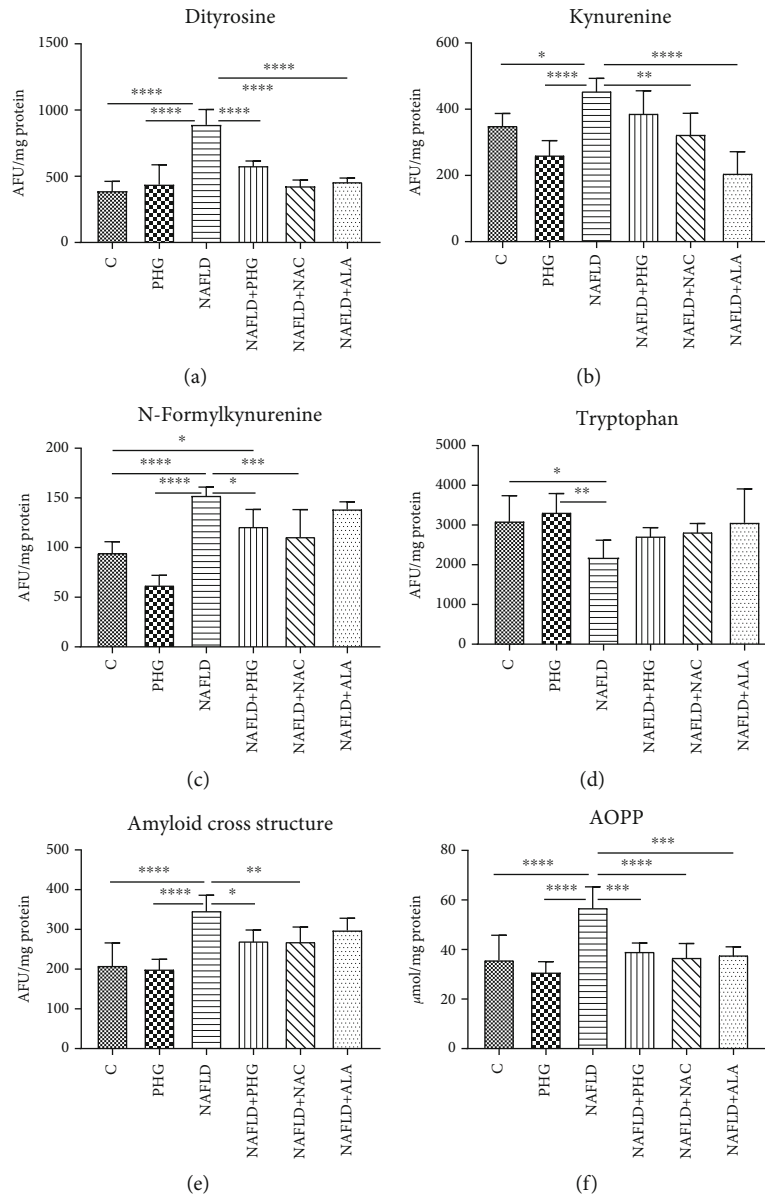 Dityrosine
AFU/mg protein
1500
1000
500
0
****
****
****
****
****
C
PHG
NAFLD
NAFLD+PHG
NAFLD+NAC
NAFLD+ALA
(a)
Kynurenine
AFU/mg protein
600
400
200
0
*
****
****
**
C
PHG
NAFLD
NAFLD+PHG
NAFLD+NAC
NAFLD+ALA
(b)
N-Formylkynurenine
AFU/mg protein
200
150
100
50
0
*
****
***
****
*
C
PHG
NAFLD
NAFLD+PHG
NAFLD+NAC
NAFLD+ALA
(c)
Tryptophan
AFU/mg protein
5000
4000
3000
2000
1000
0
*
**
C
PHG
NAFLD
NAFLD+PHG
NAFLD+NAC
NAFLD+ALA
(d)
Amyloid cross structure
AFU/mg protein
500
400
300
200
100
0
****
**
****
*
C
PHG
NAFLD
NAFLD+PHG
NAFLD+NAC
NAFLD+ALA
(e)
AOPP
μmol/mg protein
80
60
40
20
0
***
****
****
****
***
C
PHG
NAFLD
NAFLD+PHG
NAFLD+NAC
NAFLD+ALA
(f)